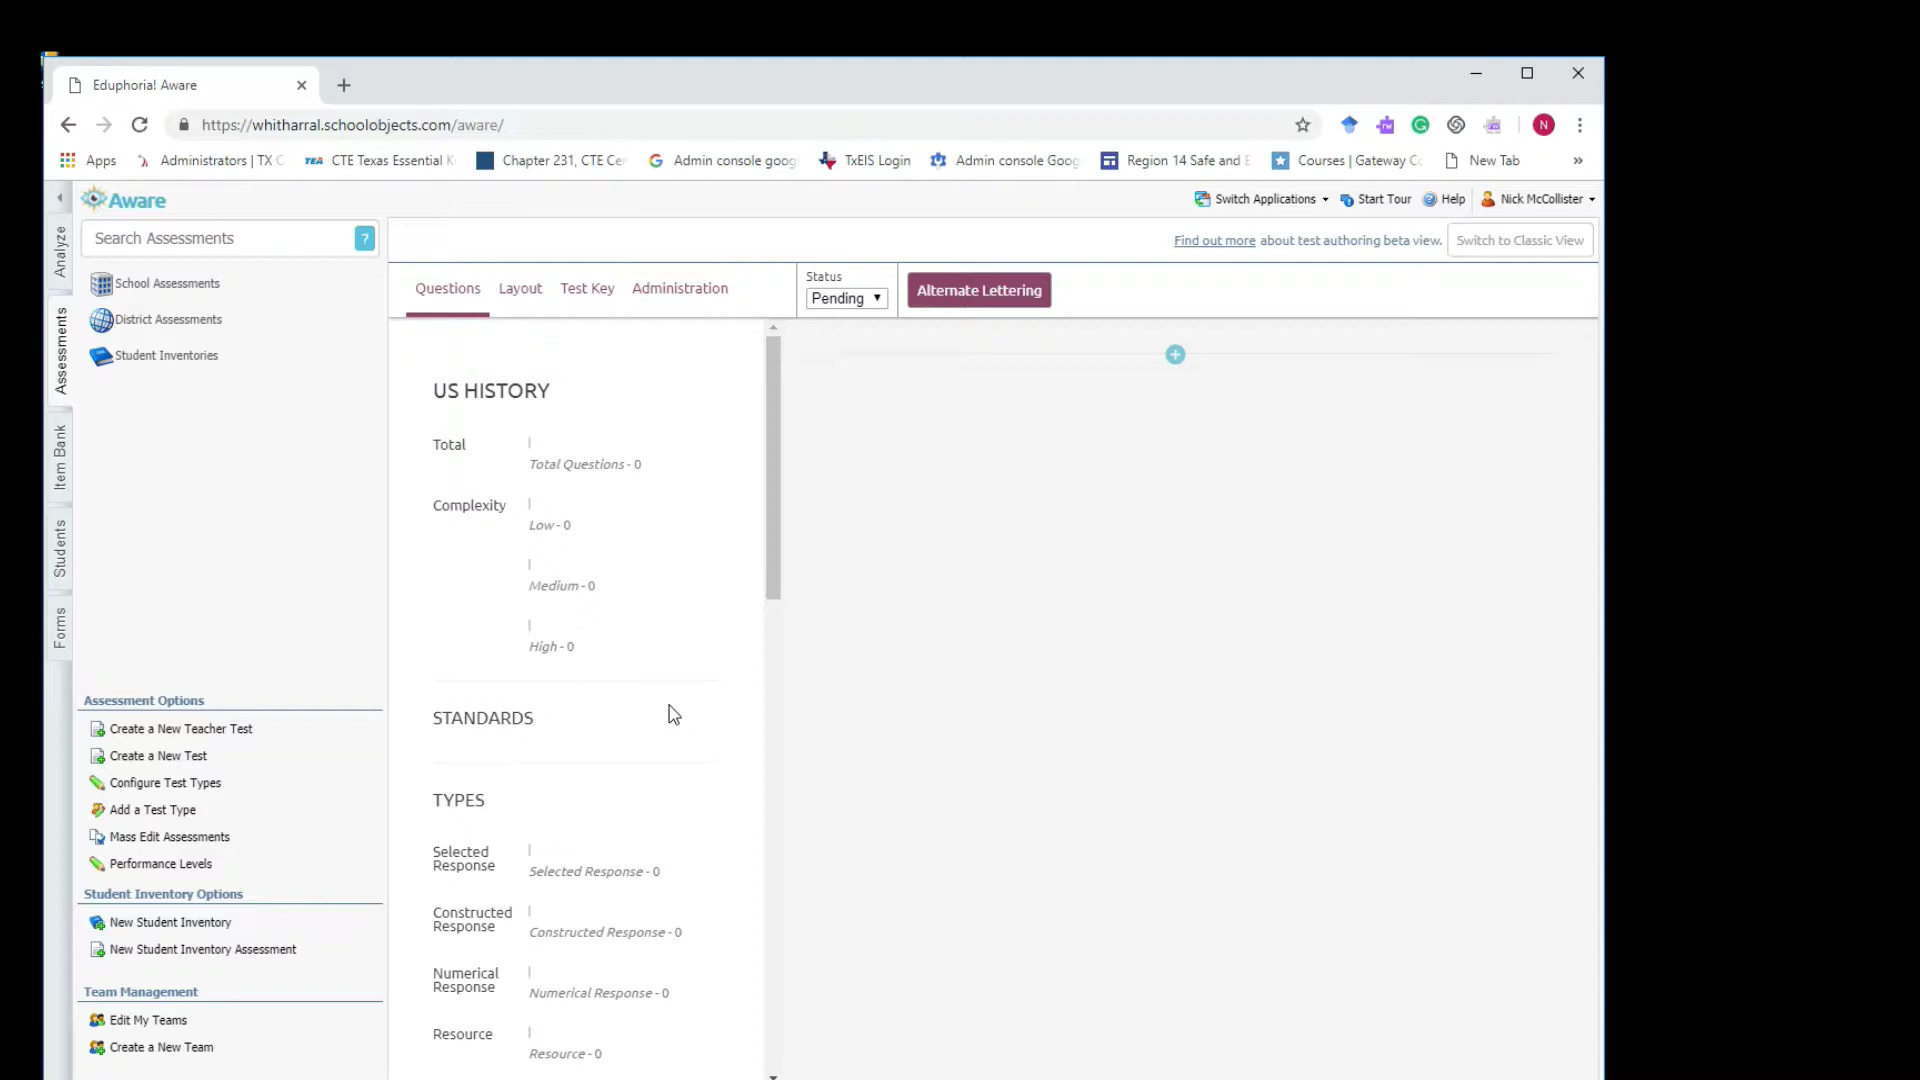 Eduphoria! Aware
https://whitharral.schoolobjects.com/aware/
N
Apps
Administrators | TX C
TEA CTE Texas Essential K
Chapter 231, CTE Cer
G Admin console goog
TxEIS Login
Admin console Goog
Region 14 Safe and E
Courses | Gateway Co
New Tab
»
Aware
Switch Applications
Start Tour
Help
Nick McCollister
Search Assessments
?
Find out more about test authoring beta view.
Switch to Classic View
Analyze
Assessments
Item Bank
Students
Forms
School Assessments
District Assessments
Student Inventories
Questions
Layout
Test Key
Administration
Status
Pending
Alternate Lettering
US HISTORY
Total
Total Questions - 0
Complexity
Low - 0
Medium - 0
High - 0
STANDARDS
TYPES
Selected
Response
Selected Response - 0
Constructed
Response
Constructed Response - 0
Numerical
Response
Numerical Response - 0
Resource
Resource - 0
Assessment Options
Create a New Teacher Test
Create a New Test
Configure Test Types
Add a Test Type
Mass Edit Assessments
Performance Levels
Student Inventory Options
New Student Inventory
New Student Inventory Assessment
Team Management
Edit My Teams
Create a New Team